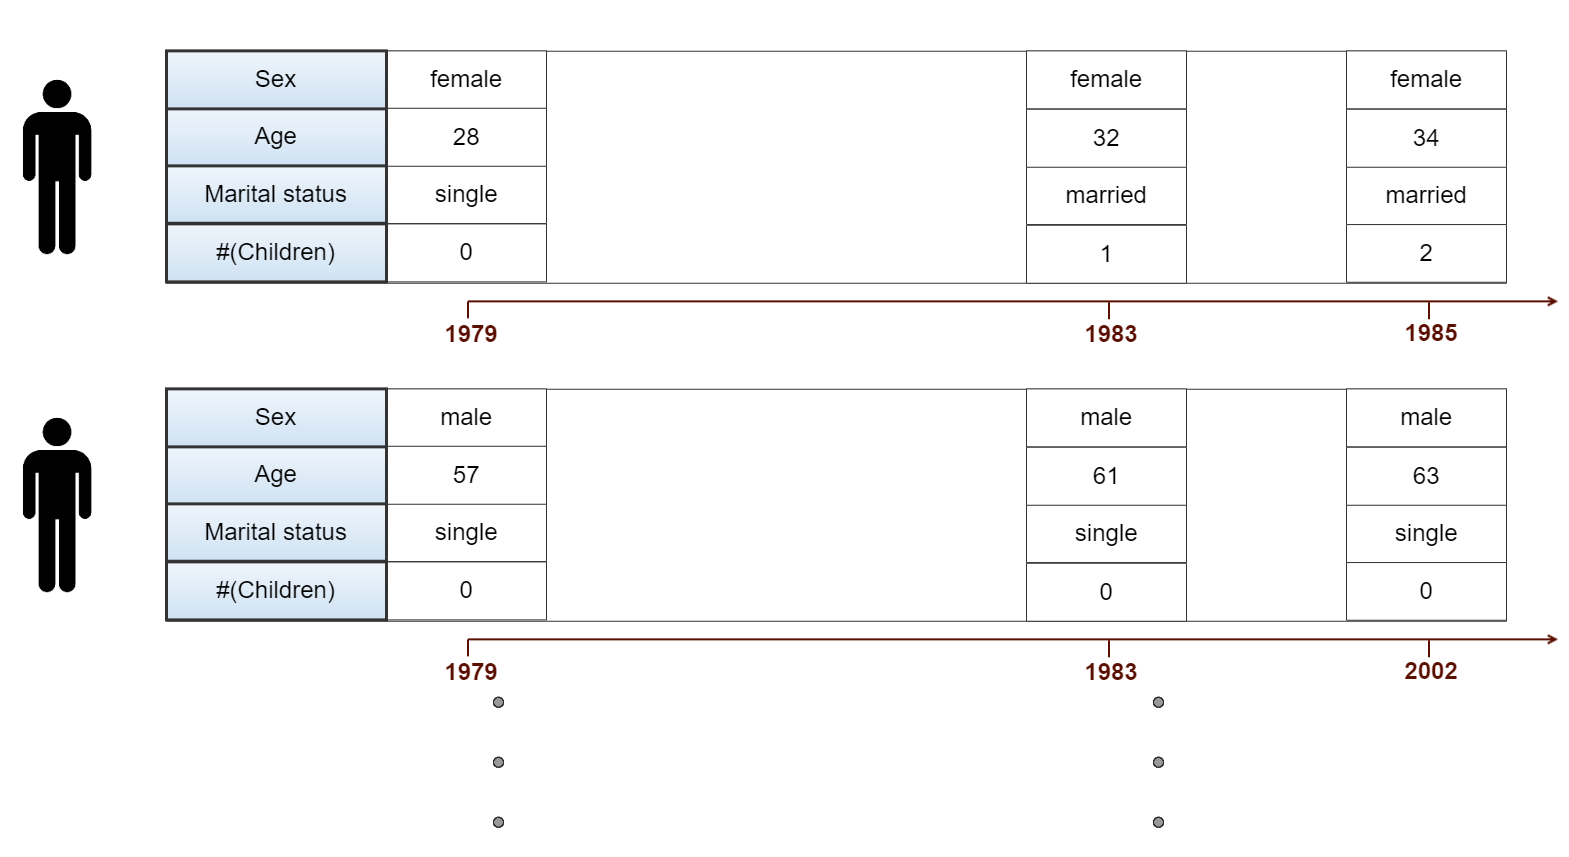 Sex female female female
Age 28 32 34
Marital status single married married
#(Children) 0 1 2
1979 1983 1985
Sex male male male
Age 57 61 63
Marital status single single single
#(Children) 0 0 0
1979 1983 2002